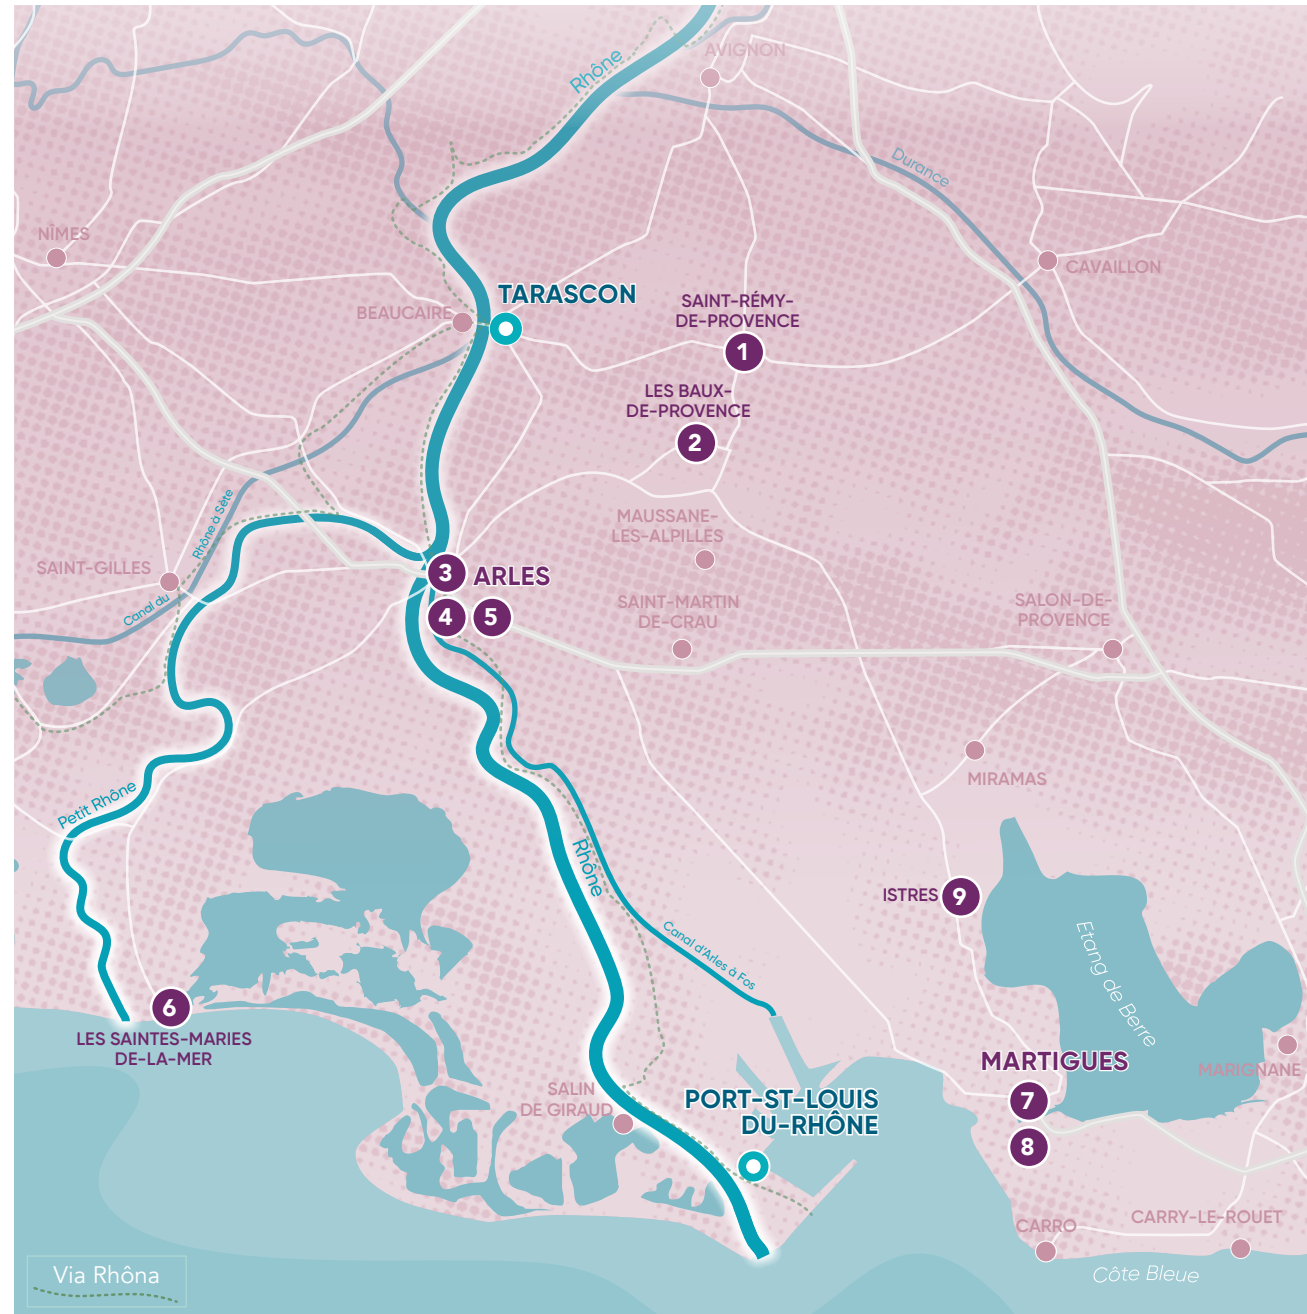 AVIGNON
Rhône
Durance
NÎMES
CAVAILLON
TARASCON
BEAUCAIRE
SAINT-RÉMY-
DE-PROVENCE
1
LES BAUX-
DE-PROVENCE
2
Rhône à Sète
Canal du
MAUSSANE-
LES-ALPILLES
SAINT-GILLES
3 ARLES
4 5
SAINT-MARTIN
DE-CRAU
SALON-DE-
PROVENCE
MIRAMAS
Petit Rhône
Rhône
ISTRES 9
Canal d'Arles à Fos
Etang de Berre
6
LES SAINTES-MARIES
DE-LA-MER
MARTIGUES
7
8
MARIGNANE
SALIN
DE GIRAUD
PORT-ST-LOUIS
DU-RHÔNE
CARRO
CARRY-LE-ROUET
Côte Bleue
Via Rhôna